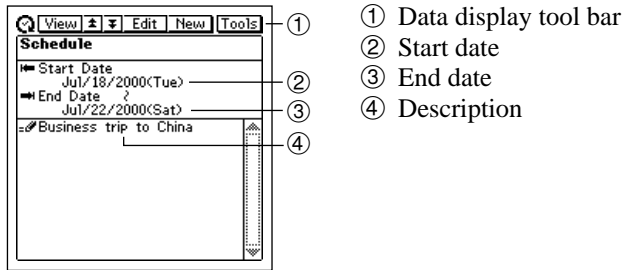 View Edit New Tools ①
Schedule
Start Date
Jul/18/2000(Tue) ②
End Date
Jul/22/2000(Sat) ③
Business trip to China
④
① Data display tool bar
② Start date
③ End date
④ Description